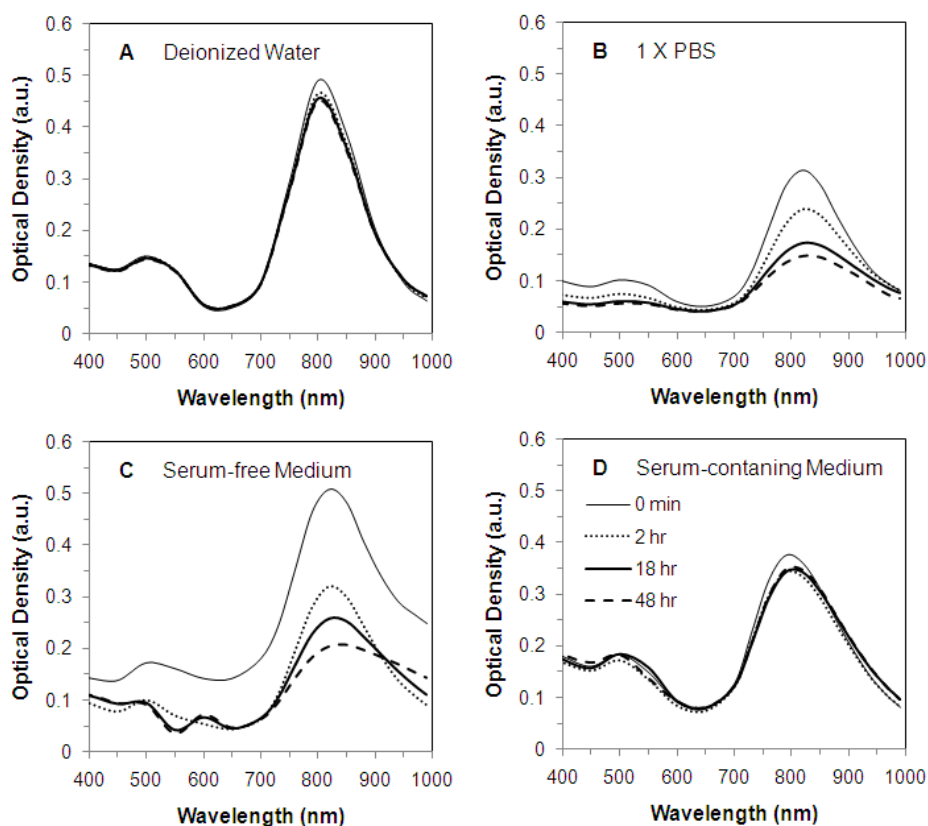 A Deionized Water
0.6
0.5
0.4
0.3
0.2
0.1
0
Optical Density (a.u.)
400 500 600 700 800 900 1000
Wavelength (nm)
B 1 X PBS
0.6
0.5
0.4
0.3
0.2
0.1
0
Optical Density (a.u.)
400 500 600 700 800 900 1000
Wavelength (nm)
C Serum-free Medium
0.6
0.5
0.4
0.3
0.2
0.1
0
Optical Density (a.u.)
400 500 600 700 800 900 1000
Wavelength (nm)
D Serum-contaning Medium
0 min
2 hr
18 hr
48 hr
0.6
0.5
0.4
0.3
0.2
0.1
0
Optical Density (a.u.)
400 500 600 700 800 900 1000
Wavelength (nm)